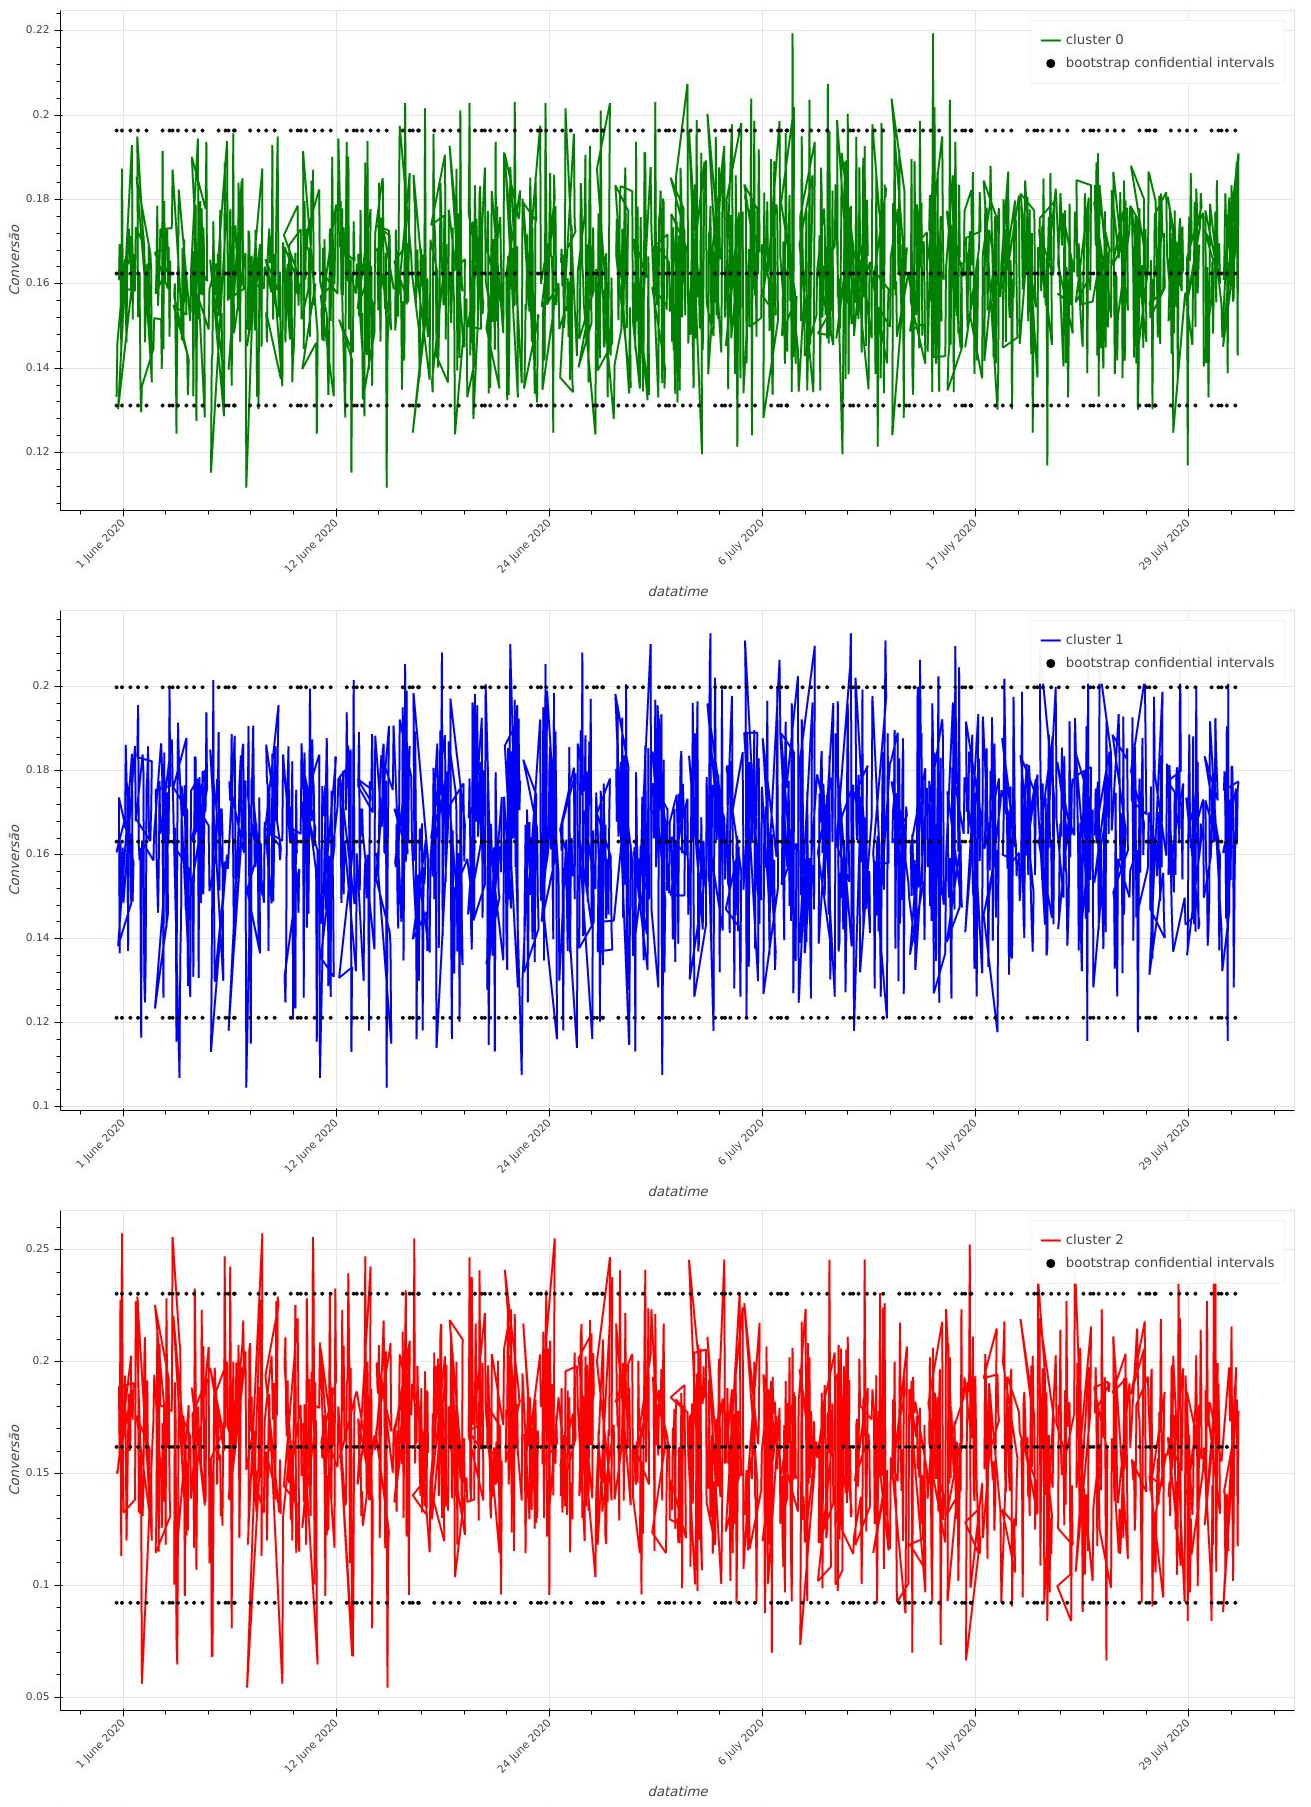 cluster 0
bootstrap confidential intervals
0.22
0.2
0.18
0.16
0.14
0.12
Conversão
1 June 2020
12 June 2020
24 June 2020
6 July 2020
17 July 2020
29 July 2020
datatime
cluster 1
bootstrap confidential intervals
0.2
0.18
0.16
0.14
0.12
0.1
Conversão
1 June 2020
12 June 2020
24 June 2020
6 July 2020
17 July 2020
29 July 2020
datatime
cluster 2
bootstrap confidential intervals
0.25
0.2
0.15
0.1
0.05
Conversão
1 June 2020
12 June 2020
24 June 2020
6 July 2020
17 July 2020
29 July 2020
datatime